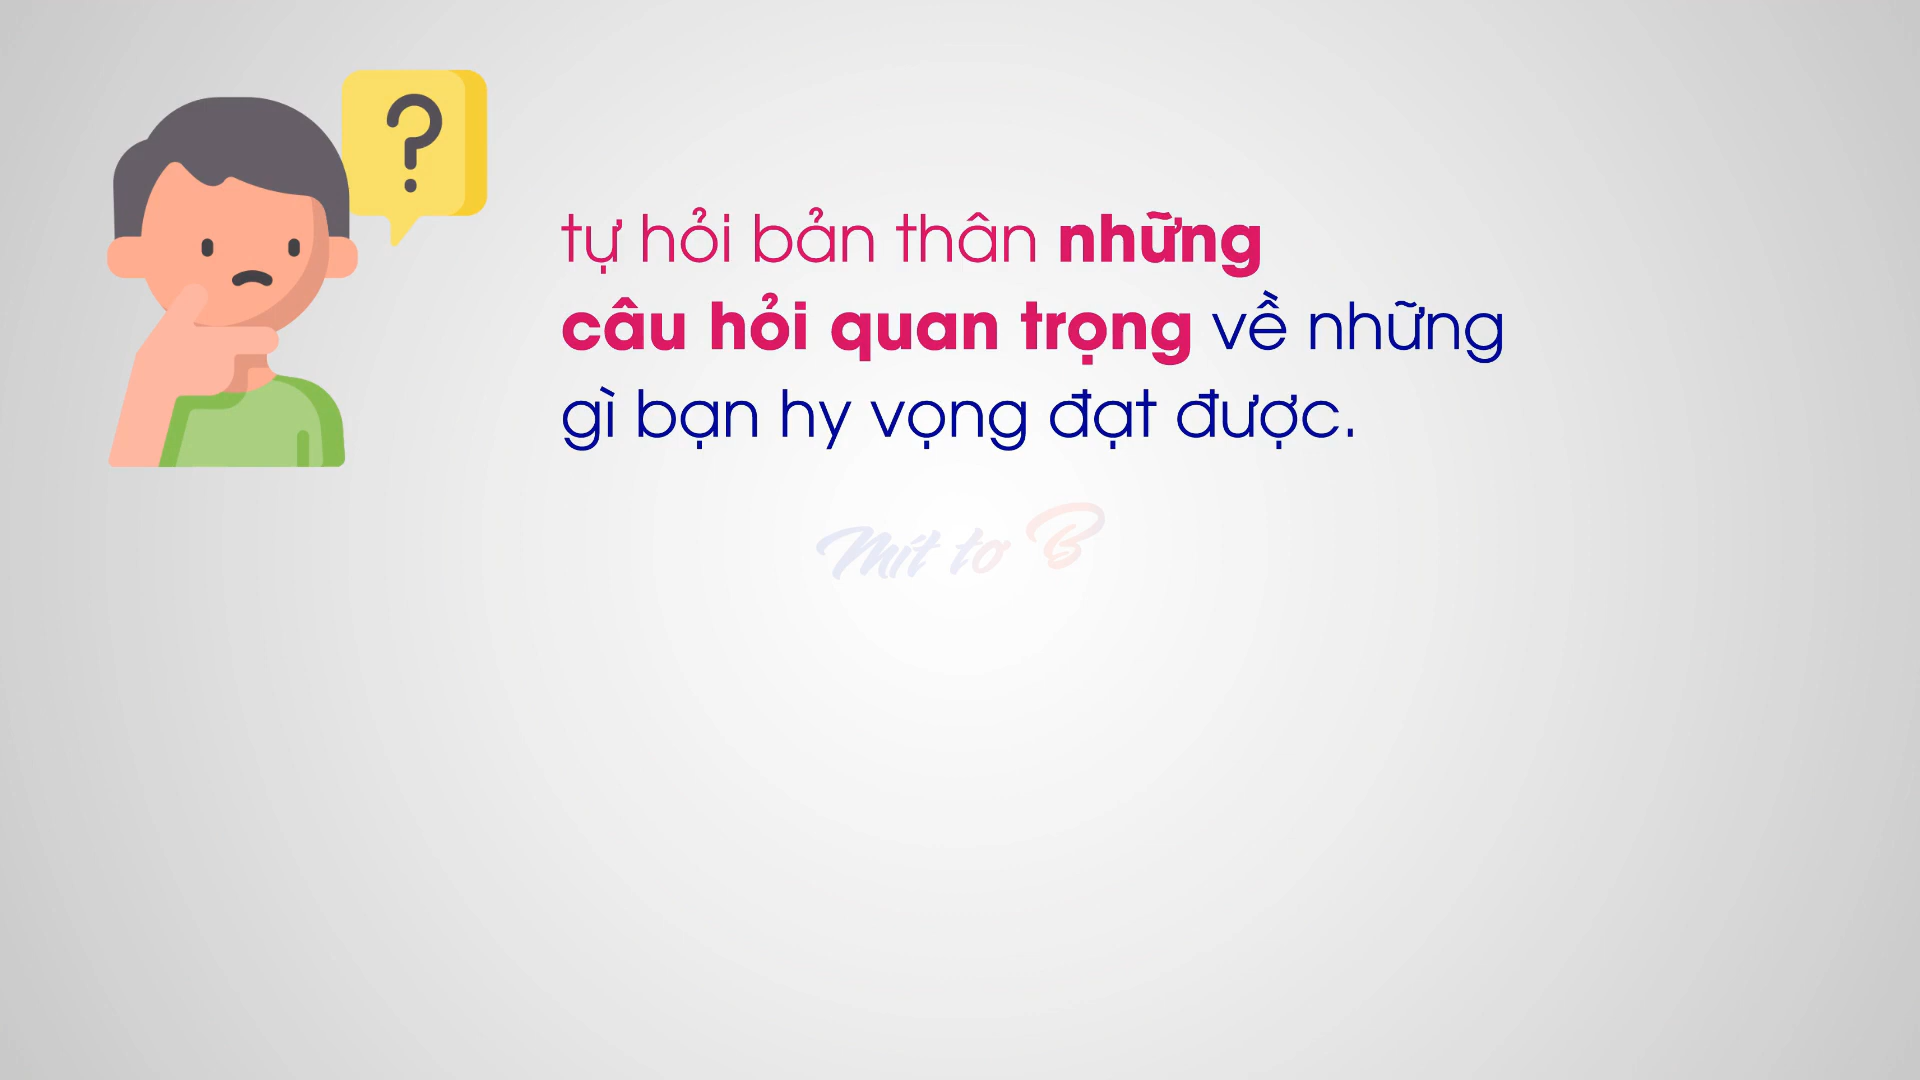 ?
tự hỏi bản thân những
câu hỏi quan trọng về những
gì bạn hy vọng đạt được.
Mít tơ B